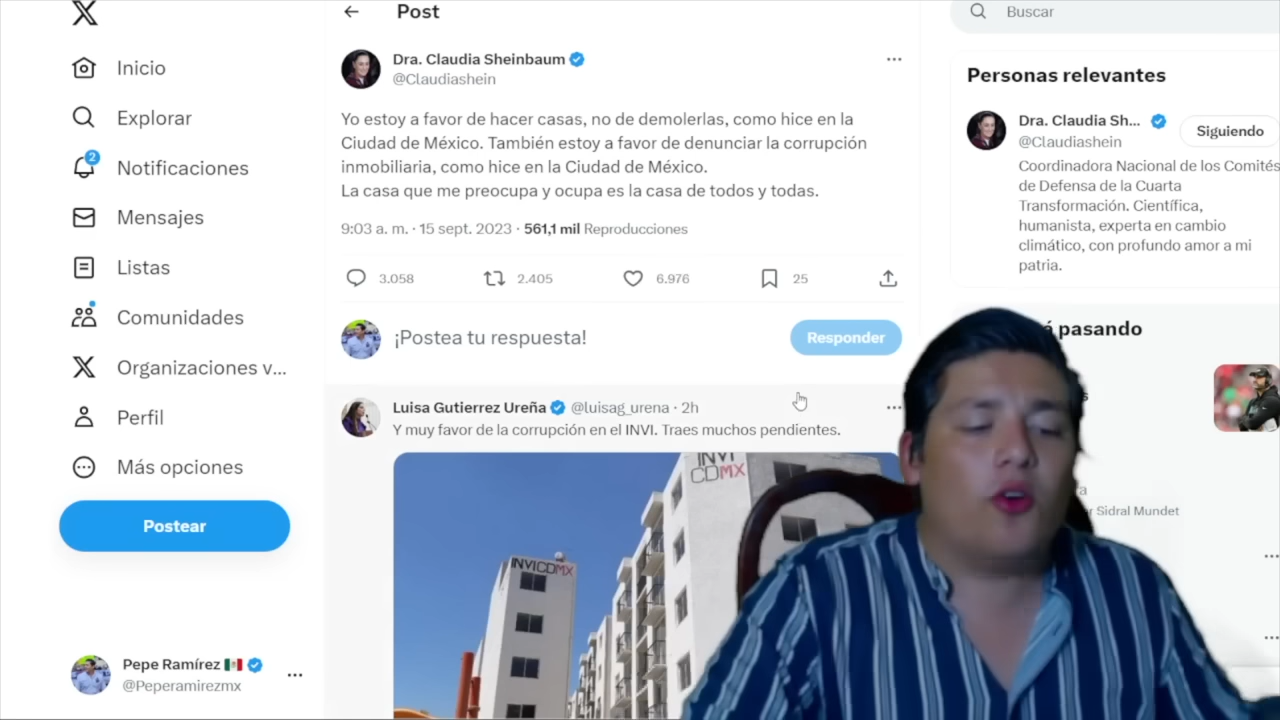 Post
Buscar
Inicio
Explorar
2
Notificaciones
Mensajes
Listas
Comunidades
Organizaciones v...
Perfil
Más opciones
Postear
Pepe Ramírez
@Peperamirezmx
Dra. Claudia Sheinbaum
@Claudiashein
Yo estoy a favor de hacer casas, no de demolerlas, como hice en la
Ciudad de México. También estoy a favor de denunciar la corrupción
inmobiliaria, como hice en la Ciudad de México.
La casa que me preocupa y ocupa es la casa de todos y todas.
9:03 a. m. · 15 sept. 2023 · 561,1 mil Reproducciones
3.058
2.405
6.976
25
¡Postea tu respuesta!
Responder
Luisa Gutierrez Ureña @luisag_urena · 2h
Y muy favor de la corrupción en el INVI. Traes muchos pendientes.
INVI
CDMX
INVICDMX
Personas relevantes
Dra. Claudia Sh...
@Claudiashein
Siguiendo
Coordinadora Nacional de los Comités
de Defensa de la Cuarta
Transformación. Científica,
humanista, experta en cambio
climático, con profundo amor a mi
patria.
pasando
Sidral Mundet